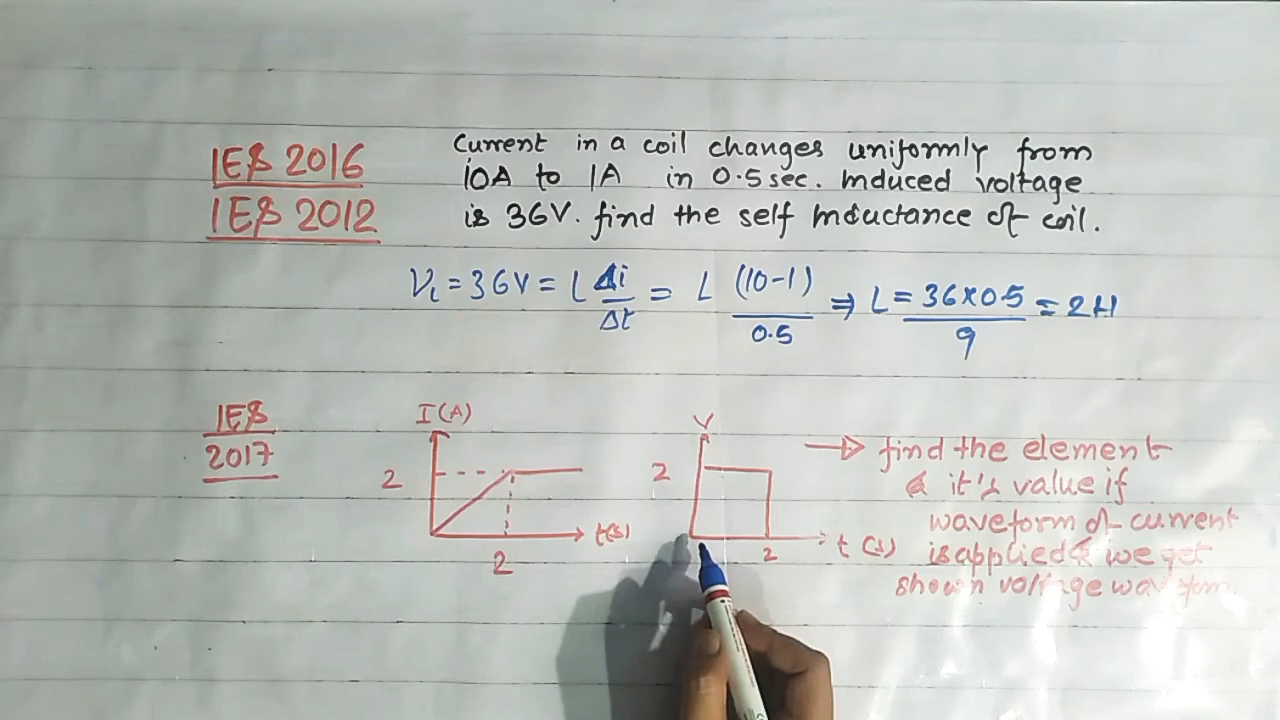 IES 2016
IES 2012
Current in a coil changes uniformly from
10A to 1A in 0.5 sec. Induced voltage
is 36V. find the self Inductance of coil.
V_L = 36V = L Δi/Δt = L (10-1)/0.5 ⇒ L = 36×0.5/9 = 2H
IES
2017
I(A)
2
t(s)
2
V
2
t (s)
2
→ find the element
& it's value if
waveform of current
is applied & we get
shown voltage waveform